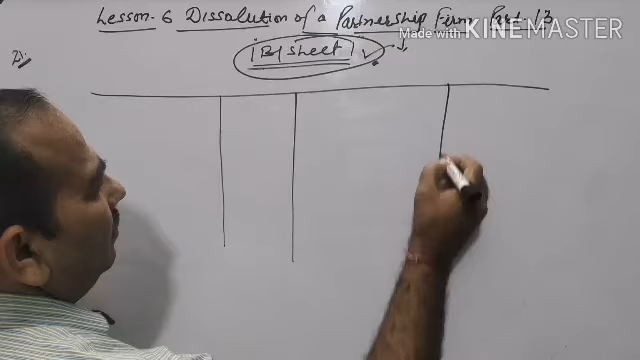 Lesson-6 Dissolution of a Partnership Firm Part-13
Made with KINEMASTER
B/Sheet